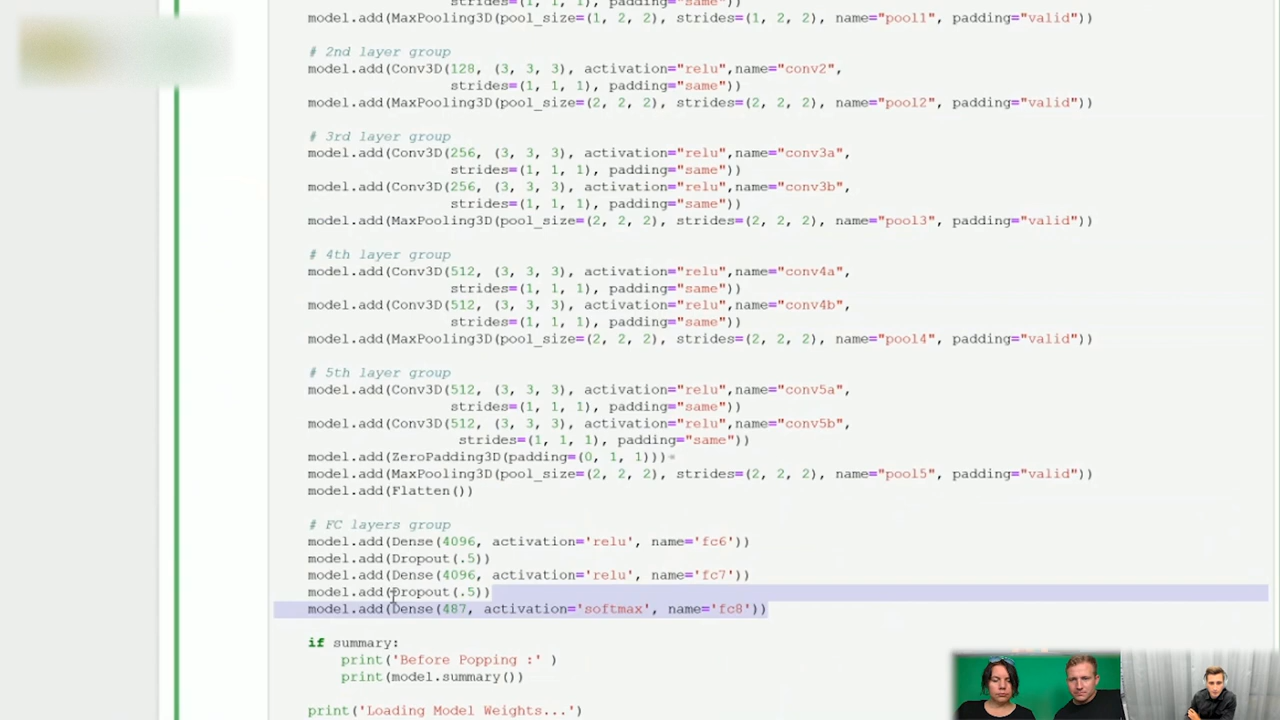 strides=(1, 1, 1), padding="same"))
model.add(MaxPooling3D(pool_size=(1, 2, 2), strides=(1, 2, 2), name="pool1", padding="valid"))
# 2nd layer group
model.add(Conv3D(128, (3, 3, 3), activation="relu",name="conv2",
strides=(1, 1, 1), padding="same"))
model.add(MaxPooling3D(pool_size=(2, 2, 2), strides=(2, 2, 2), name="pool2", padding="valid"))
# 3rd layer group
model.add(Conv3D(256, (3, 3, 3), activation="relu",name="conv3a",
strides=(1, 1, 1), padding="same"))
model.add(Conv3D(256, (3, 3, 3), activation="relu",name="conv3b",
strides=(1, 1, 1), padding="same"))
model.add(MaxPooling3D(pool_size=(2, 2, 2), strides=(2, 2, 2), name="pool3", padding="valid"))
# 4th layer group
model.add(Conv3D(512, (3, 3, 3), activation="relu",name="conv4a",
strides=(1, 1, 1), padding="same"))
model.add(Conv3D(512, (3, 3, 3), activation="relu",name="conv4b",
strides=(1, 1, 1), padding="same"))
model.add(MaxPooling3D(pool_size=(2, 2, 2), strides=(2, 2, 2), name="pool4", padding="valid"))
# 5th layer group
model.add(Conv3D(512, (3, 3, 3), activation="relu",name="conv5a",
strides=(1, 1, 1), padding="same"))
model.add(Conv3D(512, (3, 3, 3), activation="relu",name="conv5b",
strides=(1, 1, 1), padding="same"))
model.add(ZeroPadding3D(padding=(0, 1, 1)))
model.add(MaxPooling3D(pool_size=(2, 2, 2), strides=(2, 2, 2), name="pool5", padding="valid"))
model.add(Flatten())
# FC layers group
model.add(Dense(4096, activation='relu', name='fc6'))
model.add(Dropout(.5))
model.add(Dense(4096, activation='relu', name='fc7'))
model.add(Dropout(.5))
model.add(Dense(487, activation='softmax', name='fc8'))
if summary:
print('Before Popping :' )
print(model.summary())
print('Loading Model Weights...')